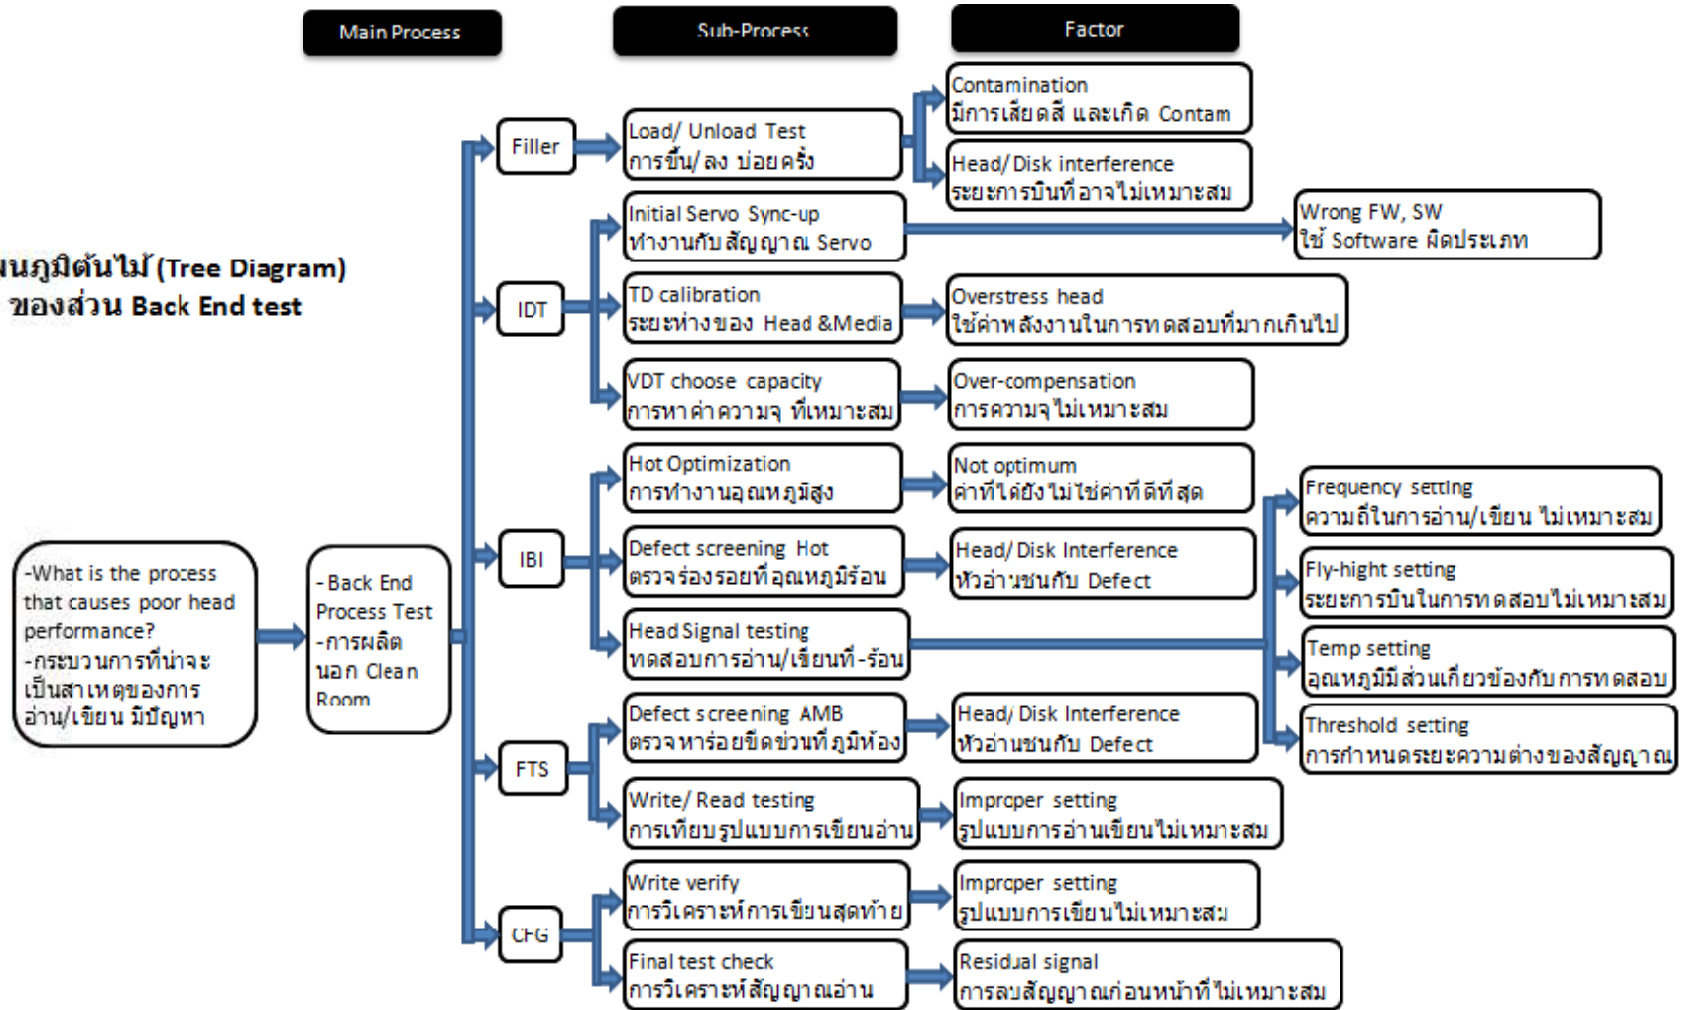 Main Process
Sub-Process
Factor
แผนภูมิต้นไม้ (Tree Diagram)
ของส่วน Back End test
-What is the process
that causes poor head
performance?
-กระบวนการที่น่าจะ
เป็นสาเหตุของการ
อ่าน/เขียน มีปัญหา
- Back End
Process Test
-การผลิต
นอก Clean
Room
Filler
Load/ Unload Test
การขึ้น/ลง บ่อยครั้ง
Contamination
มีการเสียดสี และเกิด Contam
Head/Disk interference
ระยะการบินที่อาจไม่เหมาะสม
IDT
Initial Servo Sync-up
ทำงานกับสัญญาณ Servo
Wrong FW, SW
ใช้ Software ผิดประเภท
TD calibration
ระยะห่างของ Head &Media
Overstress head
ใช้ค่าพลังงานในการทดสอบที่มากเกินไป
VDT choose capacity
การหาค่าความจุ ที่เหมาะสม
Over-compensation
การความจุไม่เหมาะสม
IBI
Hot Optimization
การทำงานอุณหภูมิสูง
Not optimum
ค่าที่ได้ยังไม่ใช่ค่าที่ดีที่สุด
Defect screening Hot
ตรวจร่องรอยที่อุณหภูมิร้อน
Head/Disk Interference
หัวอ่านชนกับ Defect
Head Signal testing
ทดสอบการอ่าน/เขียนที่-ร้อน
Frequency setting
ความถี่ในการอ่าน/เขียน ไม่เหมาะสม
Fly-hight setting
ระยะการบินในการทดสอบไม่เหมาะสม
Temp setting
อุณหภูมิมีส่วนเกี่ยวข้องกับการทดสอบ
Threshold setting
การกำหนดระยะความต่างของสัญญาณ
FTS
Defect screening AMB
ตรวจหาร่อยขีดข่วนที่ภูมิห้อง
Head/Disk Interference
หัวอ่านชนกับ Defect
Write/ Read testing
การเทียบรูปแบบการเขียนอ่าน
Improper setting
รูปแบบการอ่านเขียนไม่เหมาะสม
CFG
Write verify
การวิเคราะห์การเขียนสุดท้าย
Improper setting
รูปแบบการเขียนไม่เหมาะสม
Final test check
การวิเคราะห์สัญญาณอ่าน
Residual signal
การลบสัญญาณก่อนหน้าที่ไม่เหมาะสม